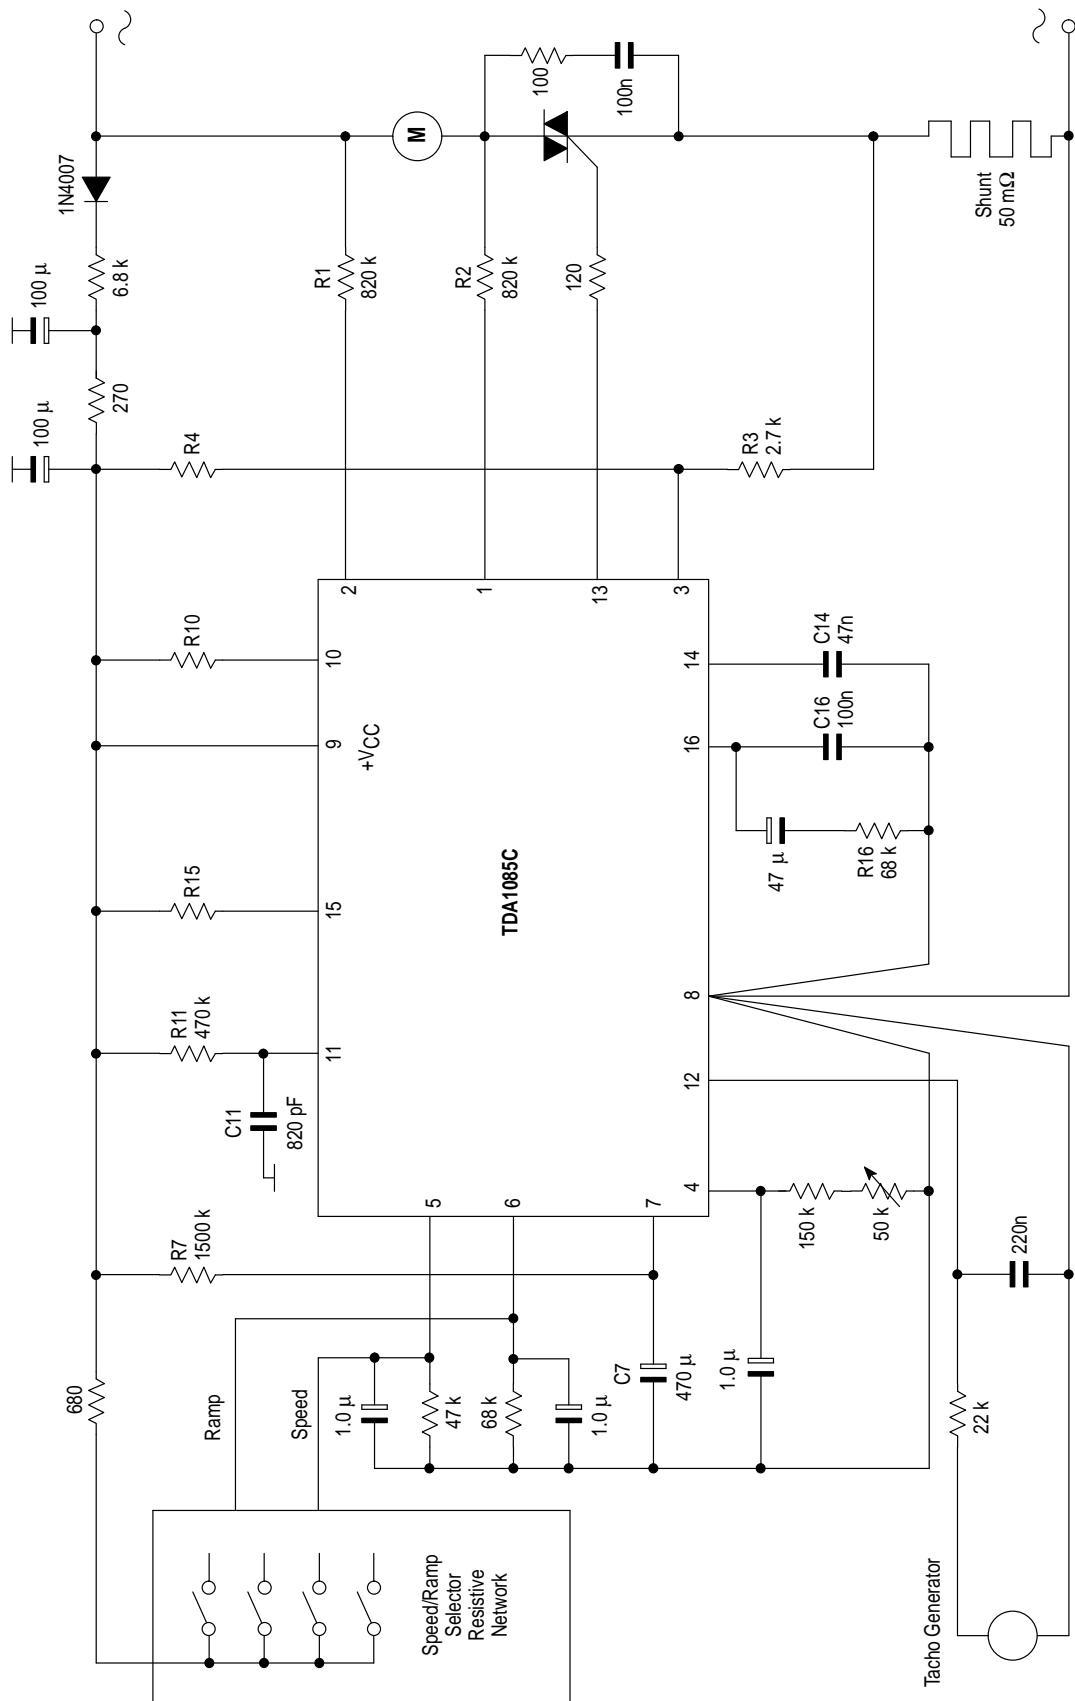 1N4007
6.8 k
100 μ
270
100 μ
R4
R10
R15
R11
470 k
C11
820 pF
R7
1500 k
680
Ramp
Speed
Speed/Ramp
Selector
Resistive
Network
1.0 μ
47 k
68 k
1.0 μ
C7
470 μ
1.0 μ
150 k
50 k
220n
22 k
Tacho Generator
TDA1085C
+VCC
2
1
13
3
10
9
15
11
5
6
7
4
12
8
16
14
R1
820 k
R2
820 k
120
M
100
100n
R3
2.7 k
Shunt
50 mΩ
C14
47n
C16
100n
47 μ
R16
68 k